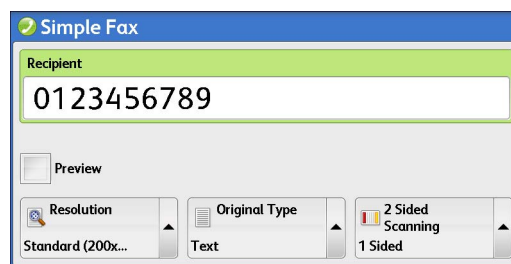 Simple Fax
Recipient
0123456789
Preview
Resolution
Standard (200x...
Original Type
Text
2 Sided
Scanning
1 Sided